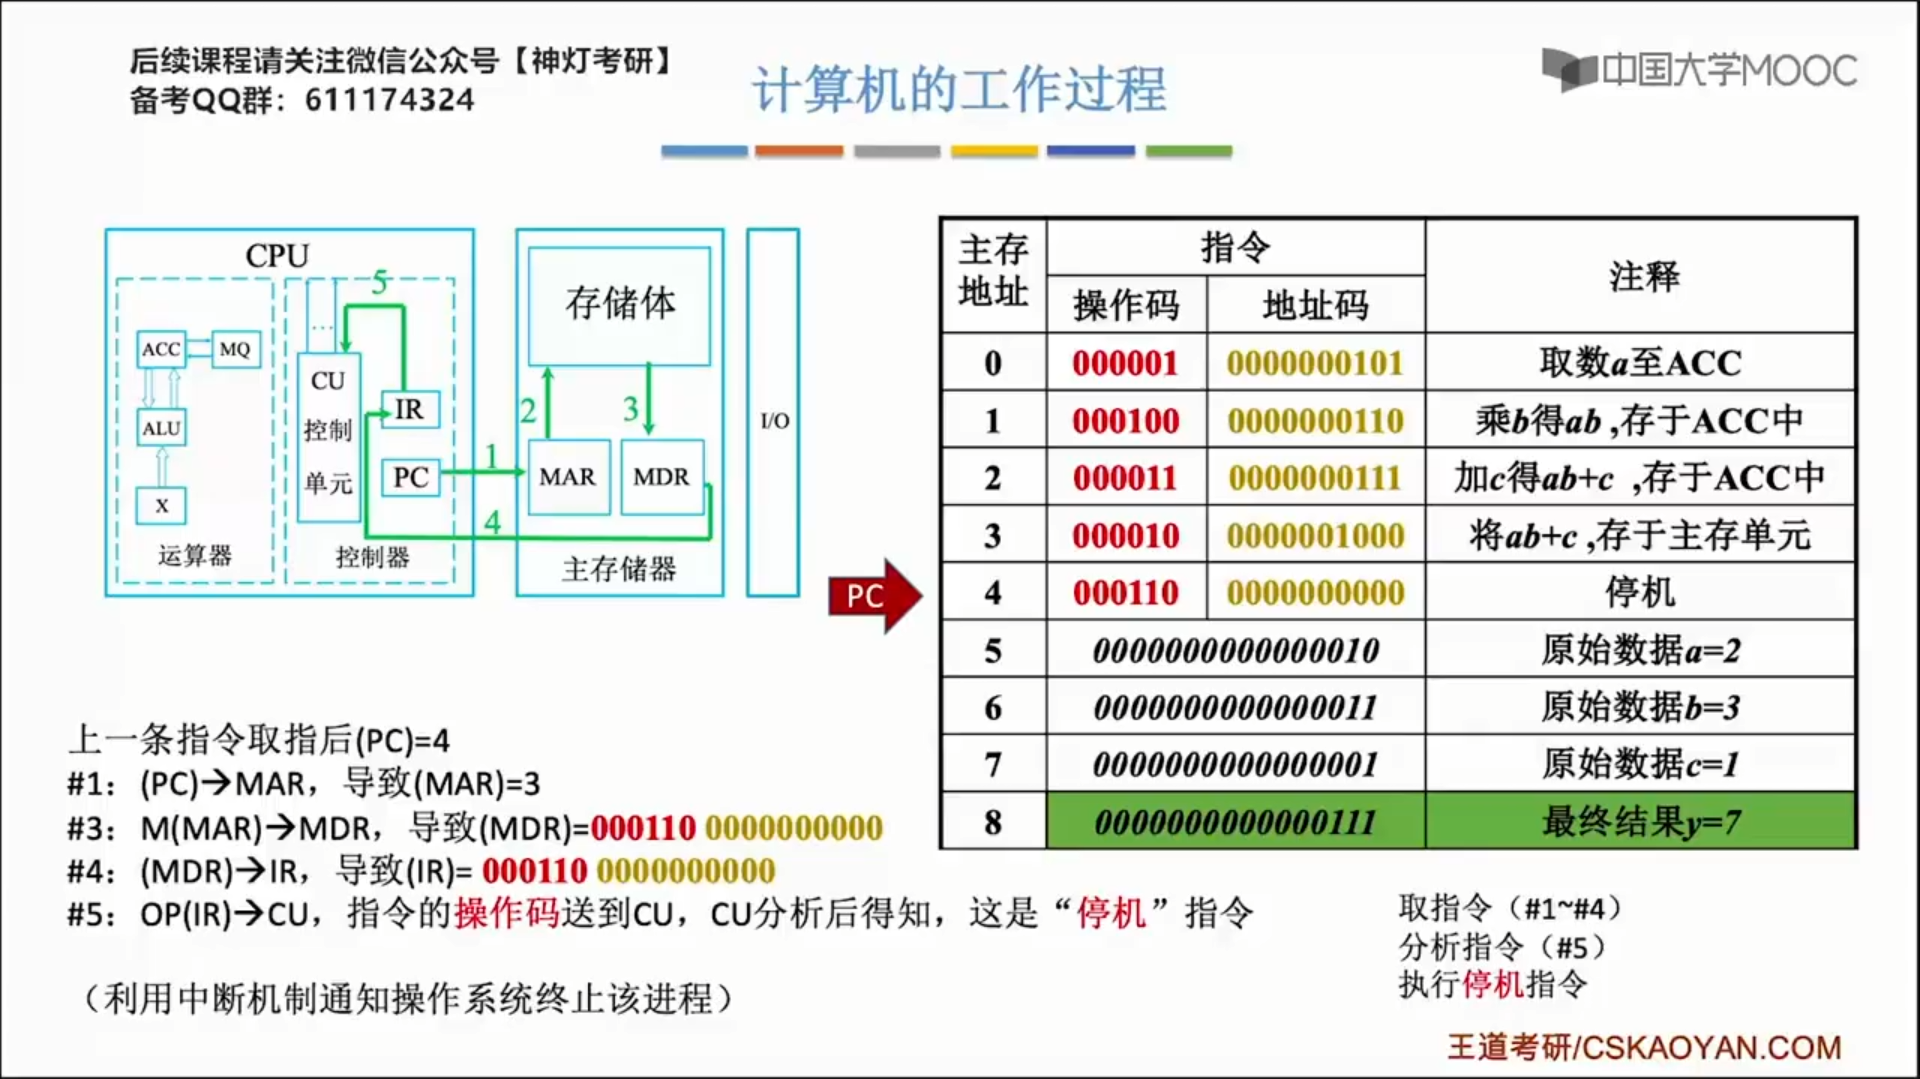 后续课程请关注微信公众号【神灯考研】
备考QQ群：611174324
计算机的工作过程
中国大学MOOC
CPU
5
ACC
MQ
...
CU
控制
单元
ALU
IR
PC
X
运算器
控制器
1
4
存储体
2
3
MAR
MDR
主存储器
I/O
PC
主存地址 指令 注释
操作码 地址码
0 000001 0000000101 取数a至ACC
1 000100 0000000110 乘b得ab ,存于ACC中
2 000011 0000000111 加c得ab+c ,存于ACC中
3 000010 0000001000 将ab+c ,存于主存单元
4 000110 0000000000 停机
5 0000000000000010 原始数据a=2
6 0000000000000011 原始数据b=3
7 0000000000000001 原始数据c=1
8 0000000000000111 最终结果y=7
上一条指令取指后(PC)=4
#1：(PC)→MAR，导致(MAR)=3
#3：M(MAR)→MDR，导致(MDR)=000110 0000000000
#4：(MDR)→IR，导致(IR)= 000110 0000000000
#5：OP(IR)→CU，指令的操作码送到CU，CU分析后得知，这是“停机”指令
（利用中断机制通知操作系统终止该进程）
取指令（#1~#4）
分析指令（#5）
执行停机指令
王道考研/CSKAOYAN.COM